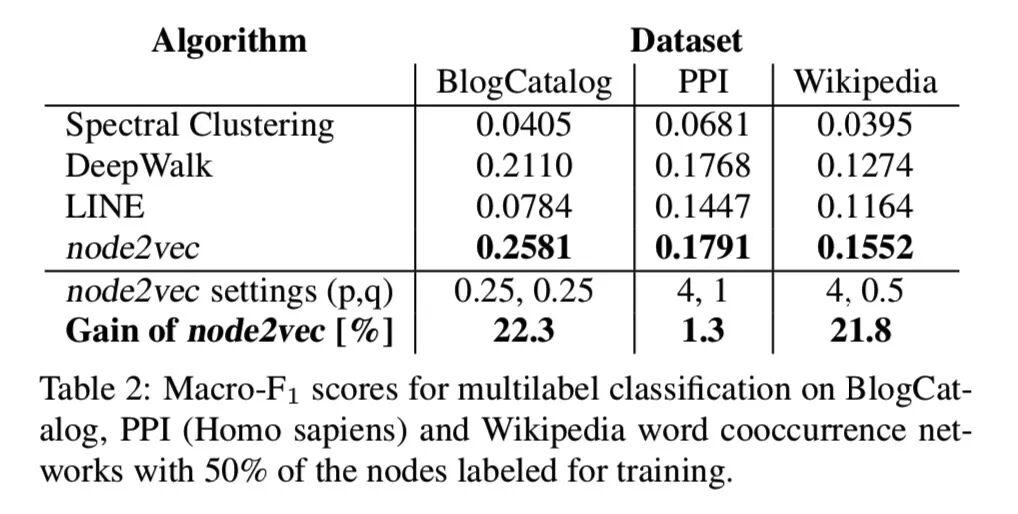 Algorithm Dataset
BlogCatalog PPI Wikipedia
Spectral Clustering 0.0405 0.0681 0.0395
DeepWalk 0.2110 0.1768 0.1274
LINE 0.0784 0.1447 0.1164
node2vec 0.2581 0.1791 0.1552
node2vec settings (p,q) 0.25, 0.25 4, 1 4, 0.5
Gain of node2vec [%] 22.3 1.3 21.8
Table 2: Macro-F₁ scores for multilabel classification on BlogCat-
alog, PPI (Homo sapiens) and Wikipedia word cooccurrence net-
works with 50% of the nodes labeled for training.